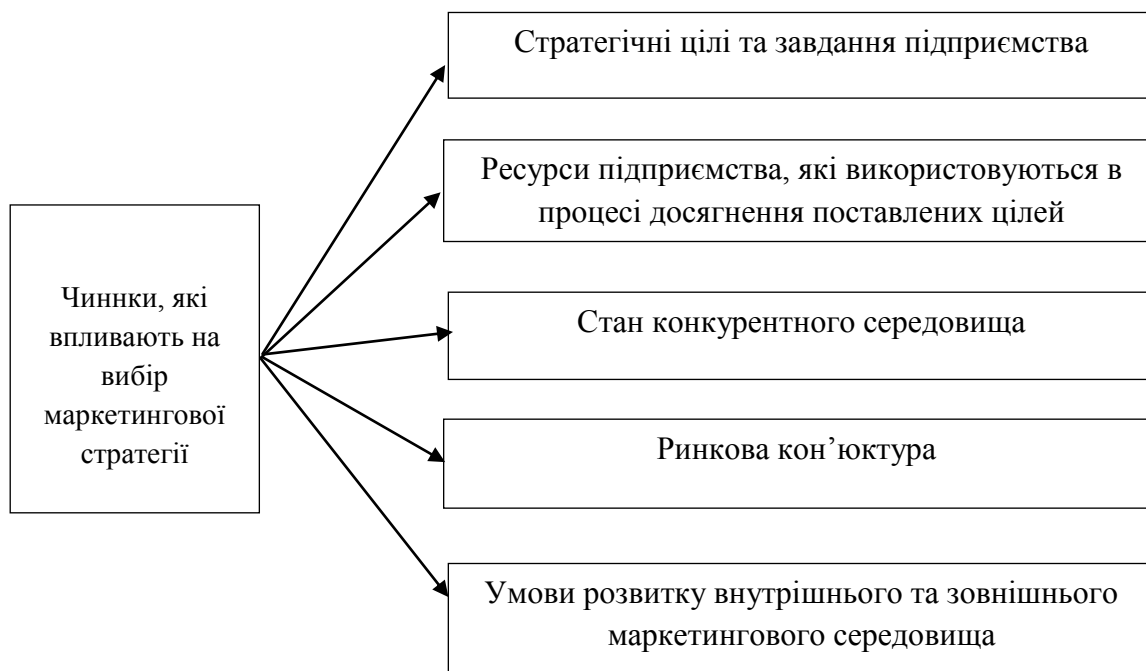 Стратегічні цілі та завдання підприємства
Ресурси підприємства, які використовуються в
процесі досягнення поставлених цілей
Чиннки, які
впливають на
вибір
маркетингової
стратегії
Стан конкурентного середовища
Ринкова кон’юктура
Умови розвитку внутрішнього та зовнішнього
маркетингового середовища